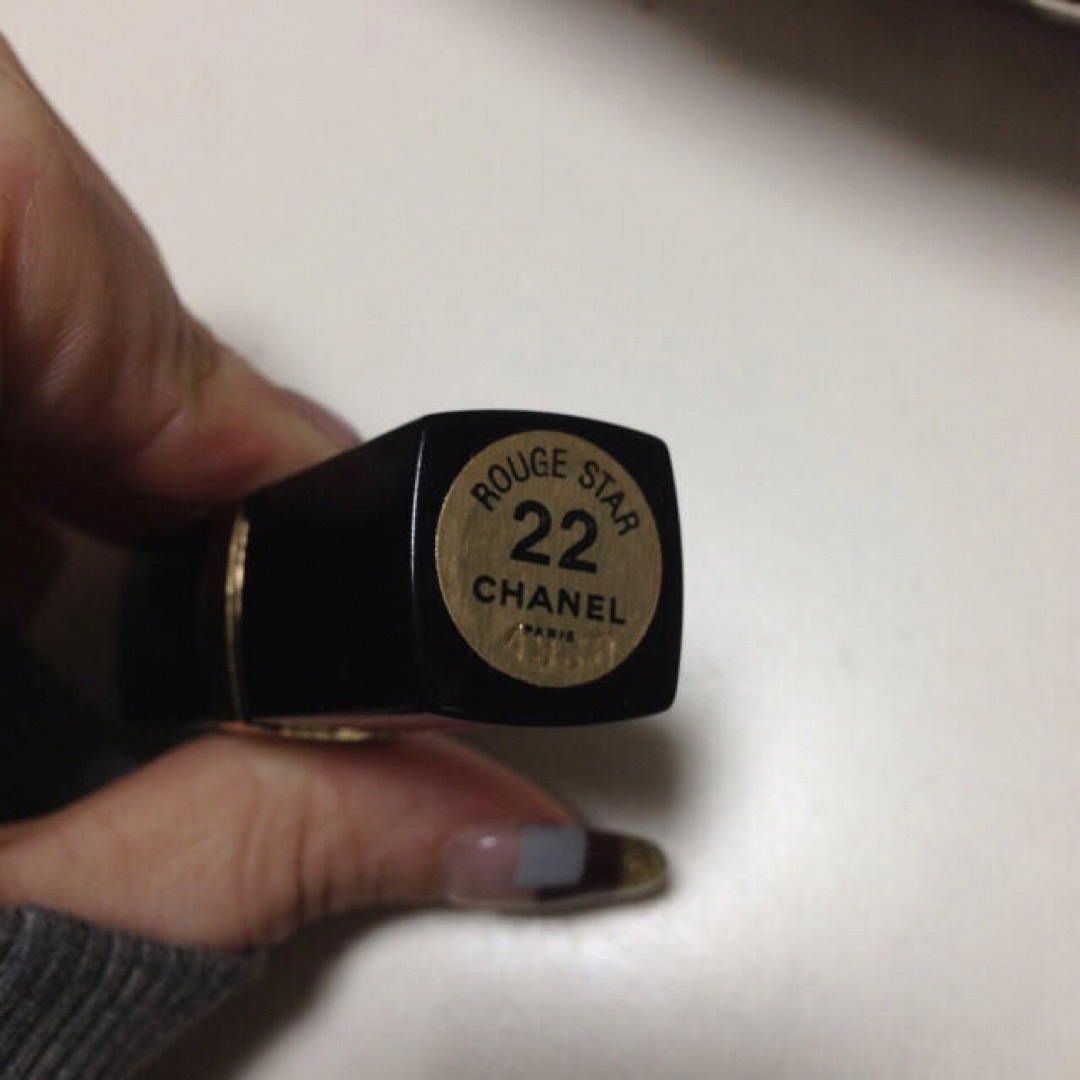 ROUGE STAR
22
CHANEL
PARIS